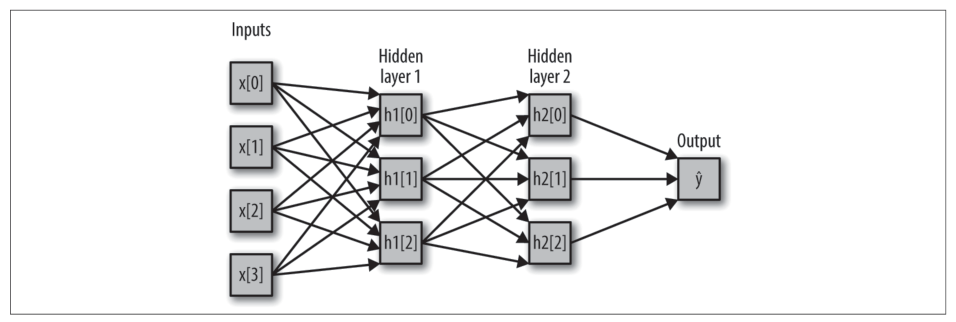 Inputs
x[0]
x[1]
x[2]
x[3]
Hidden
layer 1
h1[0]
h1[1]
h1[2]
Hidden
layer 2
h2[0]
h2[1]
h2[2]
Output
ŷ